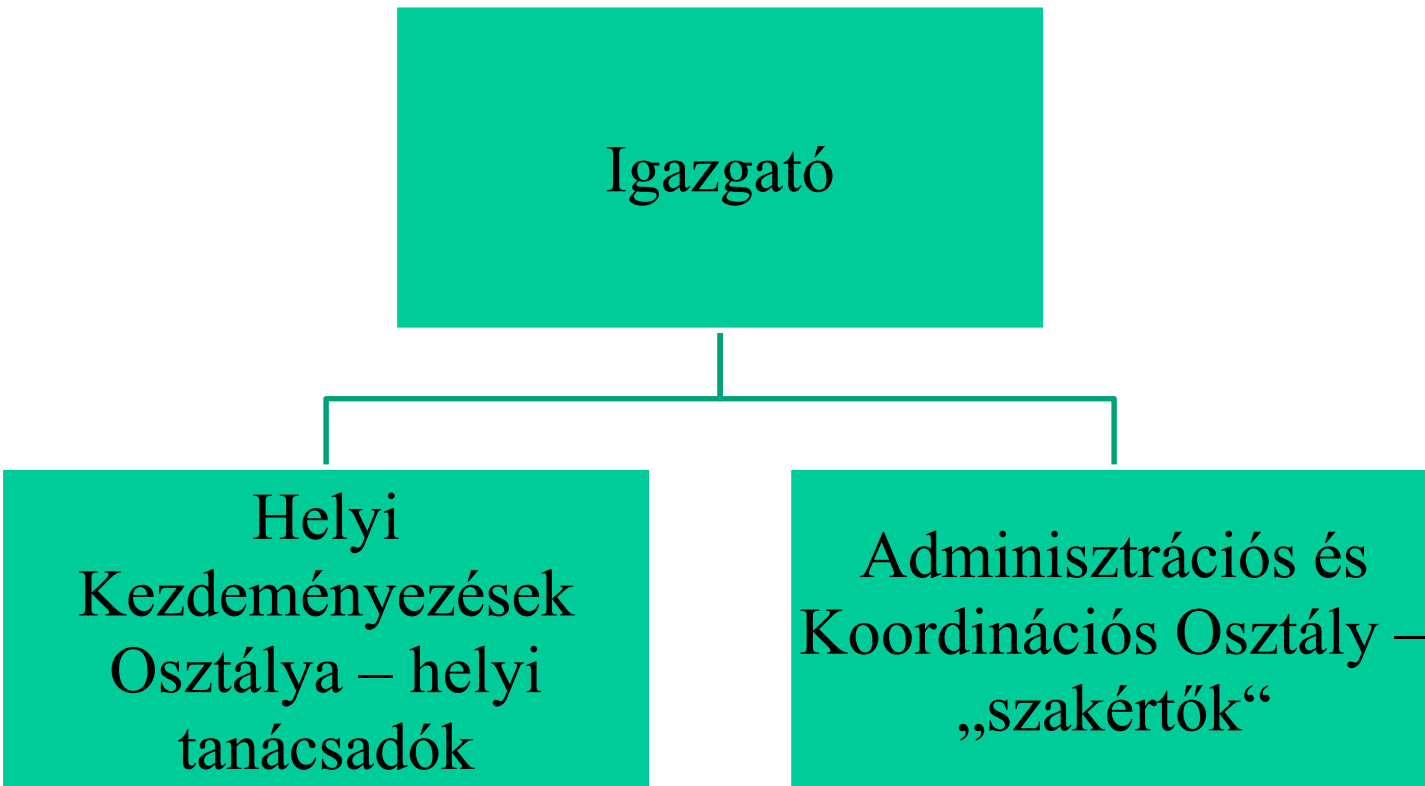 Igazgató
Helyi
Kezdeményezések
Osztálya – helyi
tanácsadók
Adminisztrációs és
Koordinációs Osztály –
„szakértők“